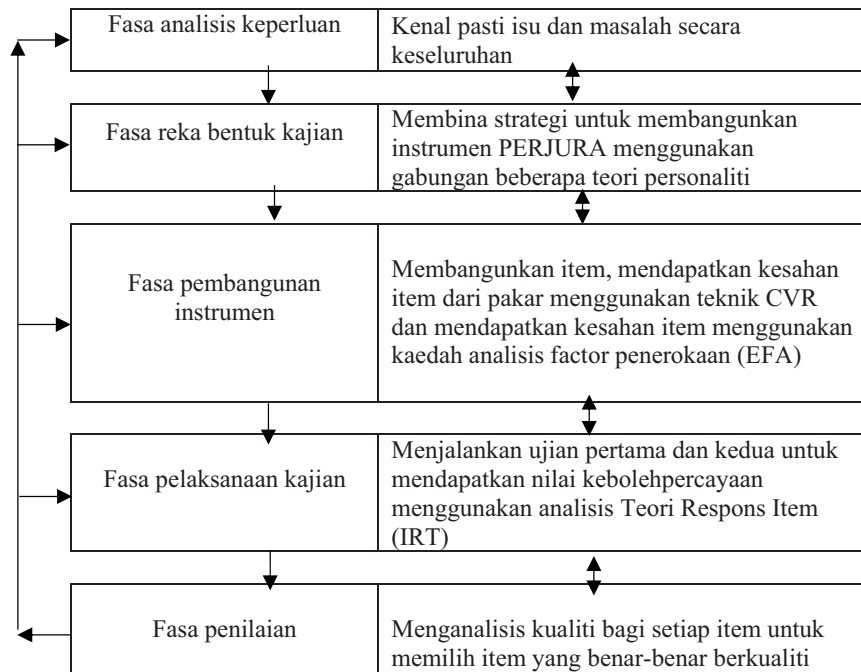 Fasa analisis keperluan
Kenal pasti isu dan masalah secara
keseluruhan
Fasa reka bentuk kajian
Membina strategi untuk membangunkan
instrumen PERJURA menggunakan
gabungan beberapa teori personaliti
Fasa pembangunan
instrumen
Membangunkan item, mendapatkan kesahan
item dari pakar menggunakan teknik CVR
dan mendapatkan kesahan item menggunakan
kaedah analisis factor penerokaan (EFA)
Fasa pelaksanaan kajian
Menjalankan ujian pertama dan kedua untuk
mendapatkan nilai kebolehpercayaan
menggunakan analisis Teori Respons Item
(IRT)
Fasa penilaian
Menganalisis kualiti bagi setiap item untuk
memilih item yang benar-benar berkualiti